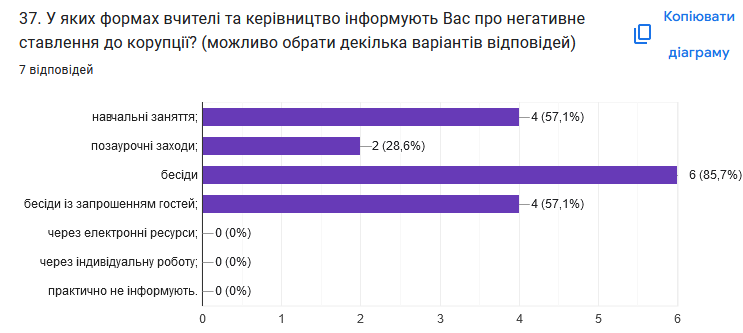 37. У яких формах вчителі та керівництво інформують Вас про негативне
ставлення до корупції? (можливо обрати декілька варіантів відповідей)
Копіювати
діаграму
7 відповідей
навчальні заняття; 4 (57,1%)
позаурочні заходи; 2 (28,6%)
бесіди 6 (85,7%)
бесіди із запрошенням гостей; 4 (57,1%)
через електронні ресурси; 0 (0%)
через індивідуальну роботу; 0 (0%)
практично не інформують. 0 (0%)
0 1 2 3 4 5 6